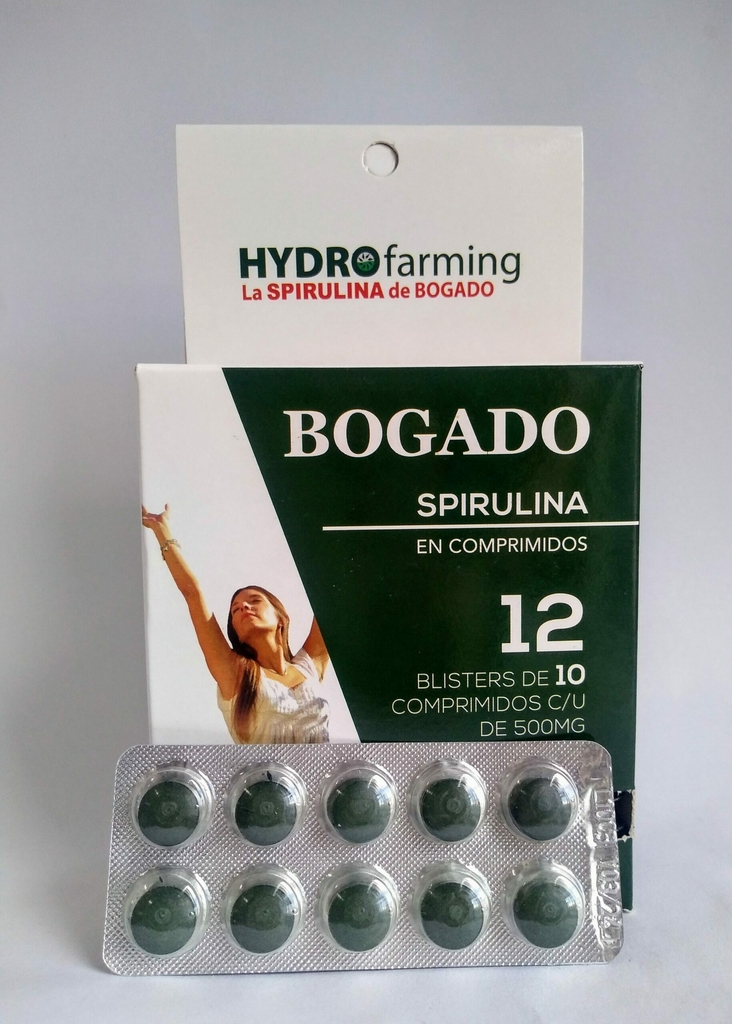 HYDROfarming
La SPIRULINA de BOGADO
BOGADO
SPIRULINA
EN COMPRIMIDOS
12
BLISTERS DE 10
COMPRIMIDOS C/U
DE 500MG